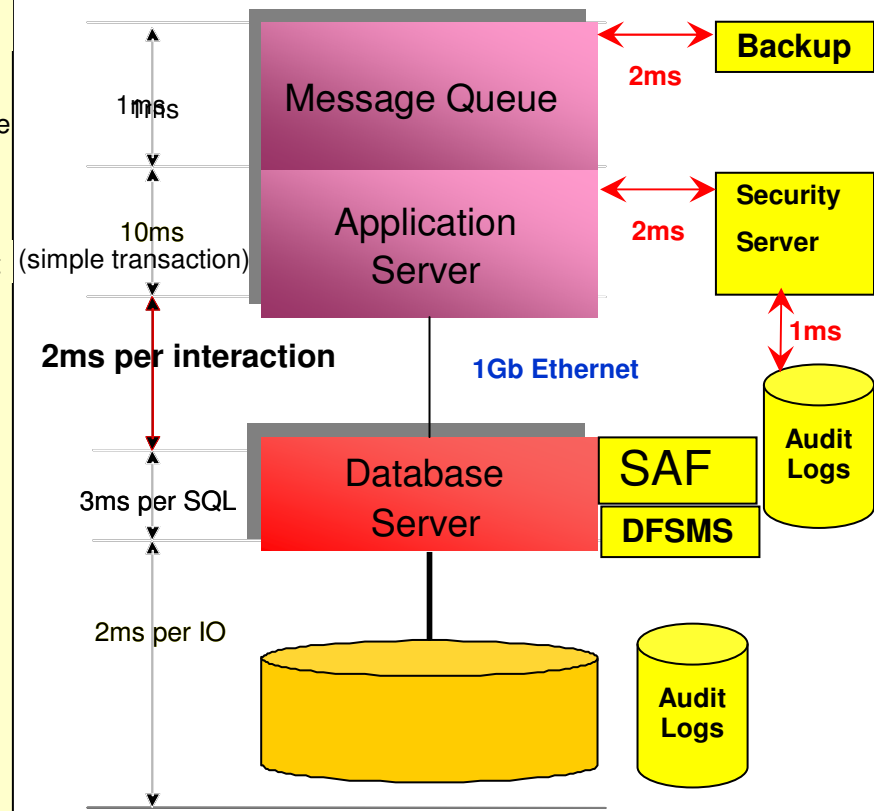 Backup
2ms
Message Queue
1ms
1ms
e
Application
Server
10ms
(simple transaction)
2ms
Security
Server
1ms
2ms per interaction
1Gb Ethernet
Audit
Logs
Database
Server
SAF
DFSMS
3ms per SQL
2ms per IO
Audit
Logs